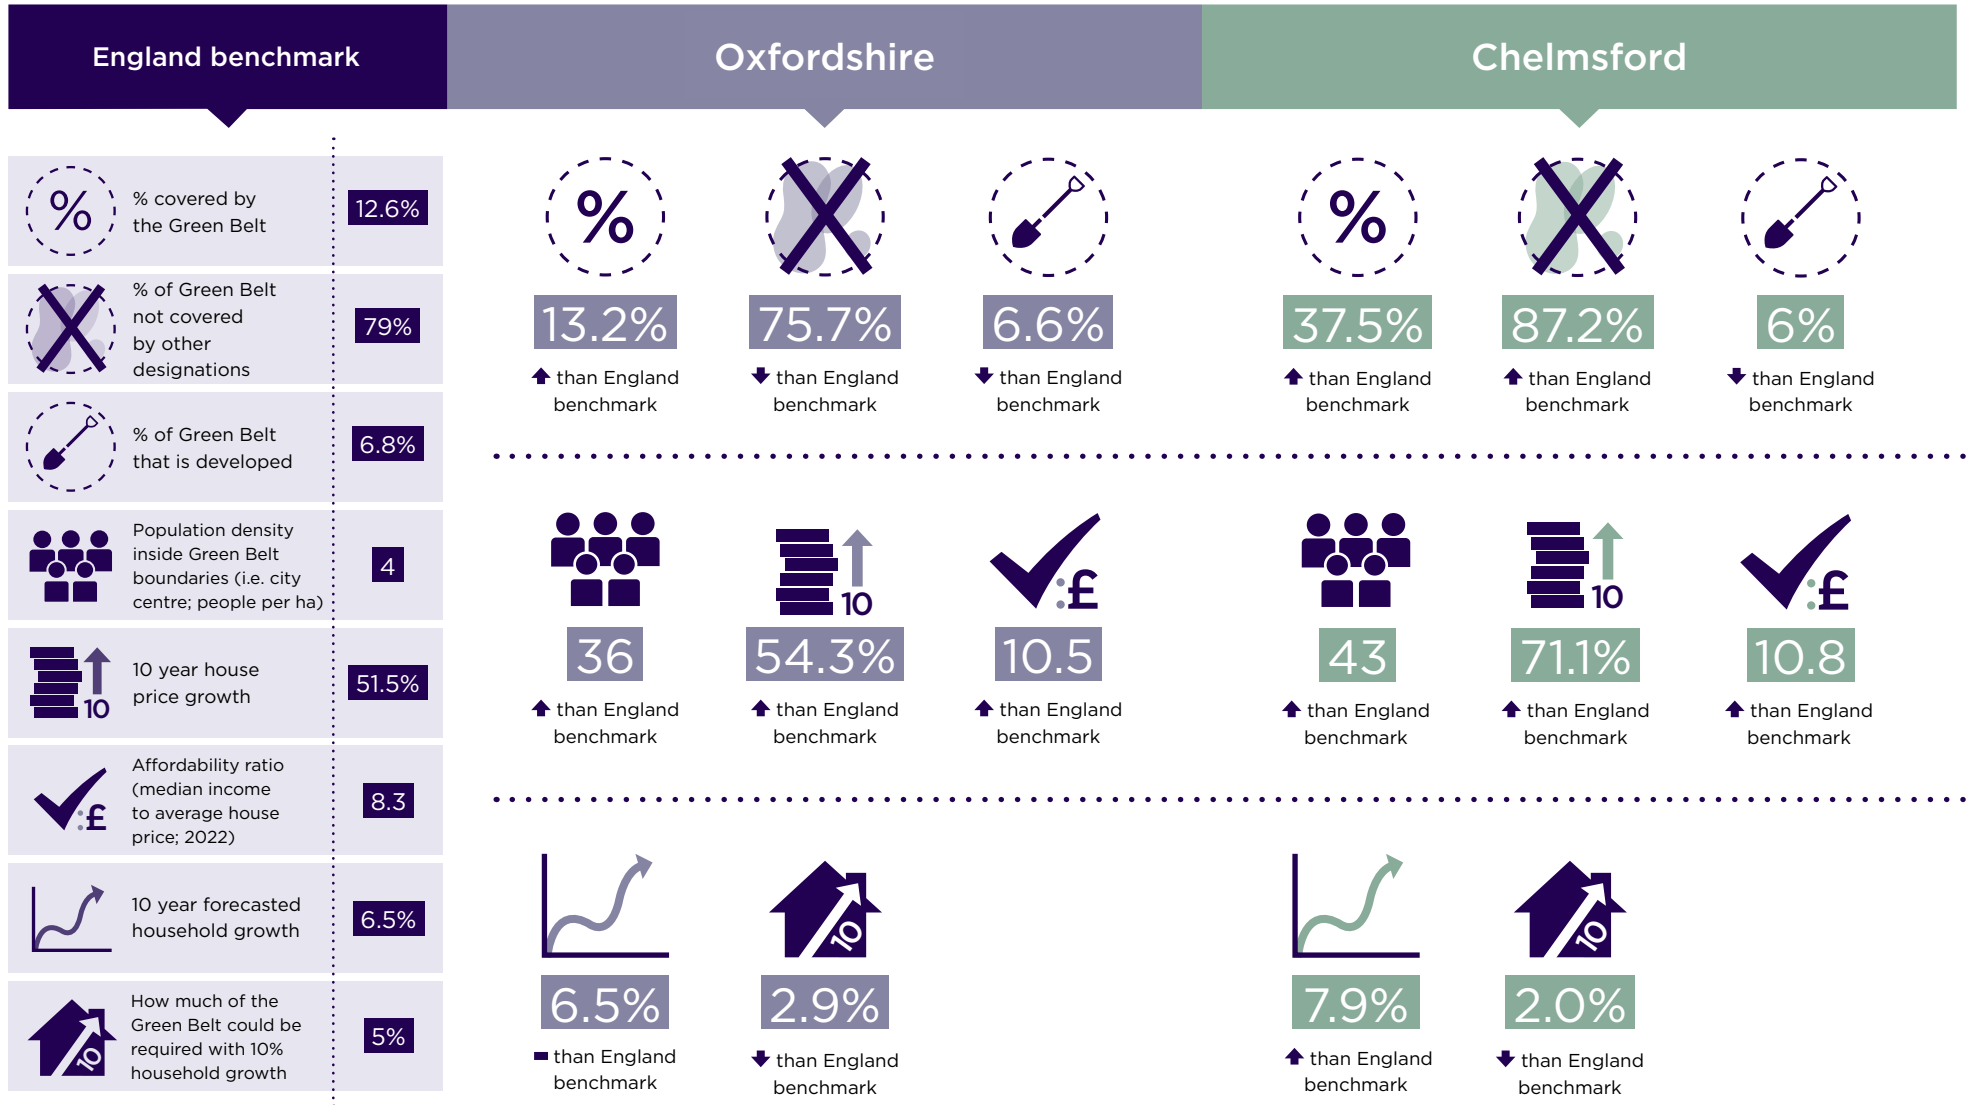 England benchmark
Oxfordshire
Chelmsford
%
% covered by
the Green Belt
12.6%
% of Green Belt
not covered
by other
designations
79%
% of Green Belt
that is developed
6.8%
Population density
inside Green Belt
boundaries (i.e. city
centre; people per ha)
4
10
10 year house
price growth
51.5%
:£
Affordability ratio
(median income
to average house
price; 2022)
8.3
10 year forecasted
household growth
6.5%
10
How much of the
Green Belt could be
required with 10%
household growth
5%
%
13.2%
than England
benchmark
75.7%
than England
benchmark
6.6%
than England
benchmark
%
37.5%
than England
benchmark
87.2%
than England
benchmark
6%
than England
benchmark
36
than England
benchmark
10
54.3%
than England
benchmark
:£
10.5
than England
benchmark
43
than England
benchmark
10
71.1%
than England
benchmark
:£
10.8
than England
benchmark
6.5%
than England
benchmark
10
2.9%
than England
benchmark
7.9%
than England
benchmark
10
2.0%
than England
benchmark